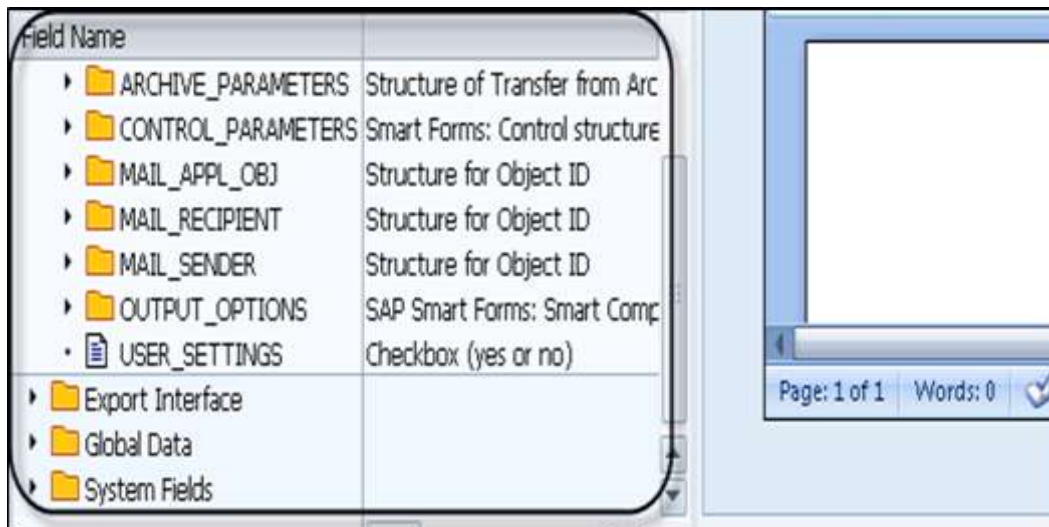 Field Name
ARCHIVE_PARAMETERS Structure of Transfer from Arc
CONTROL_PARAMETERS Smart Forms: Control structure
MAIL_APPL_OBJ Structure for Object ID
MAIL_RECIPIENT Structure for Object ID
MAIL_SENDER Structure for Object ID
OUTPUT_OPTIONS SAP Smart Forms: Smart Comp
USER_SETTINGS Checkbox (yes or no)
Export Interface
Global Data
System Fields
Page: 1 of 1 Words: 0